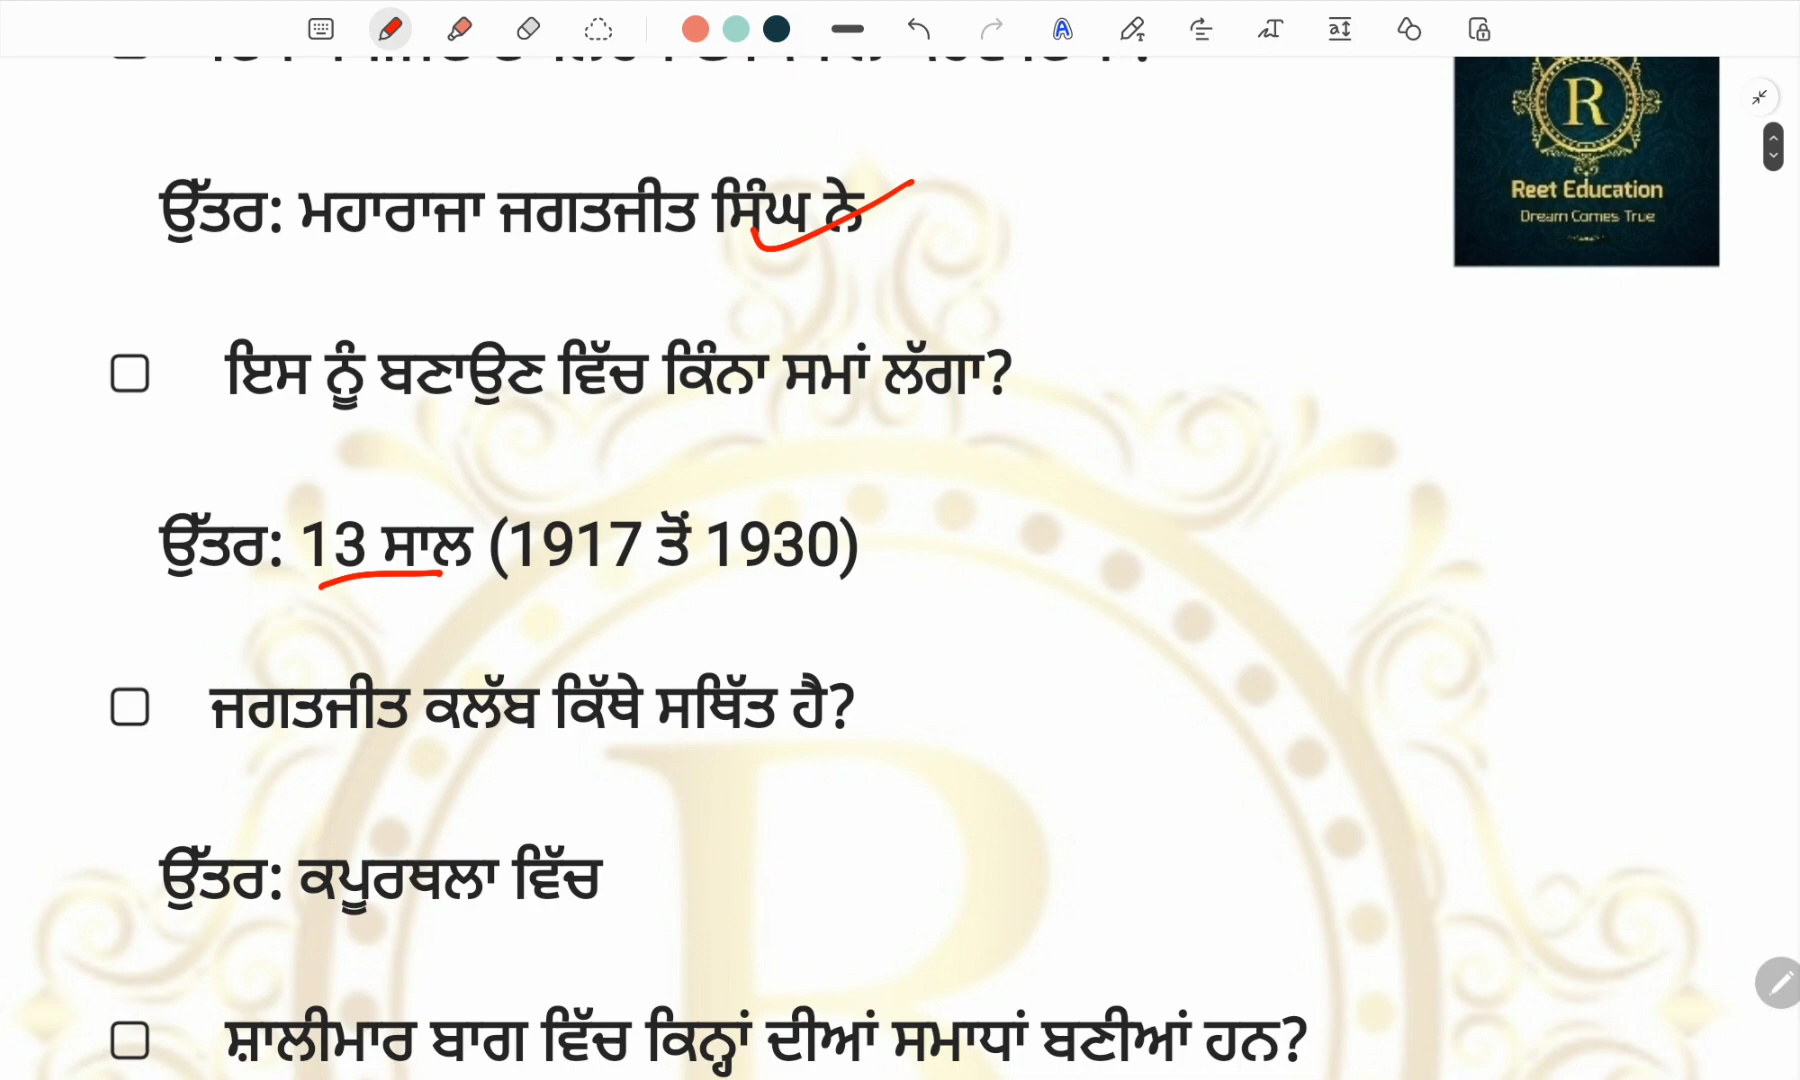 Reet Education
Dream Comes True
ਉੱਤਰ: ਮਹਾਰਾਜਾ ਜਗਤਜੀਤ ਸਿੰਘ ਨੇ
ਇਸ ਨੂੰ ਬਣਾਉਣ ਵਿੱਚ ਕਿੰਨਾ ਸਮਾਂ ਲੱਗਾ?
ਉੱਤਰ: 13 ਸਾਲ (1917 ਤੋਂ 1930)
ਜਗਤਜੀਤ ਕਲੱਬ ਕਿੱਥੇ ਸਥਿੱਤ ਹੈ?
ਉੱਤਰ: ਕਪੂਰਥਲਾ ਵਿੱਚ
ਸ਼ਾਲੀਮਾਰ ਬਾਗ ਵਿੱਚ ਕਿਨ੍ਹਾਂ ਦੀਆਂ ਸਮਾਧਾਂ ਬਣੀਆਂ ਹਨ?